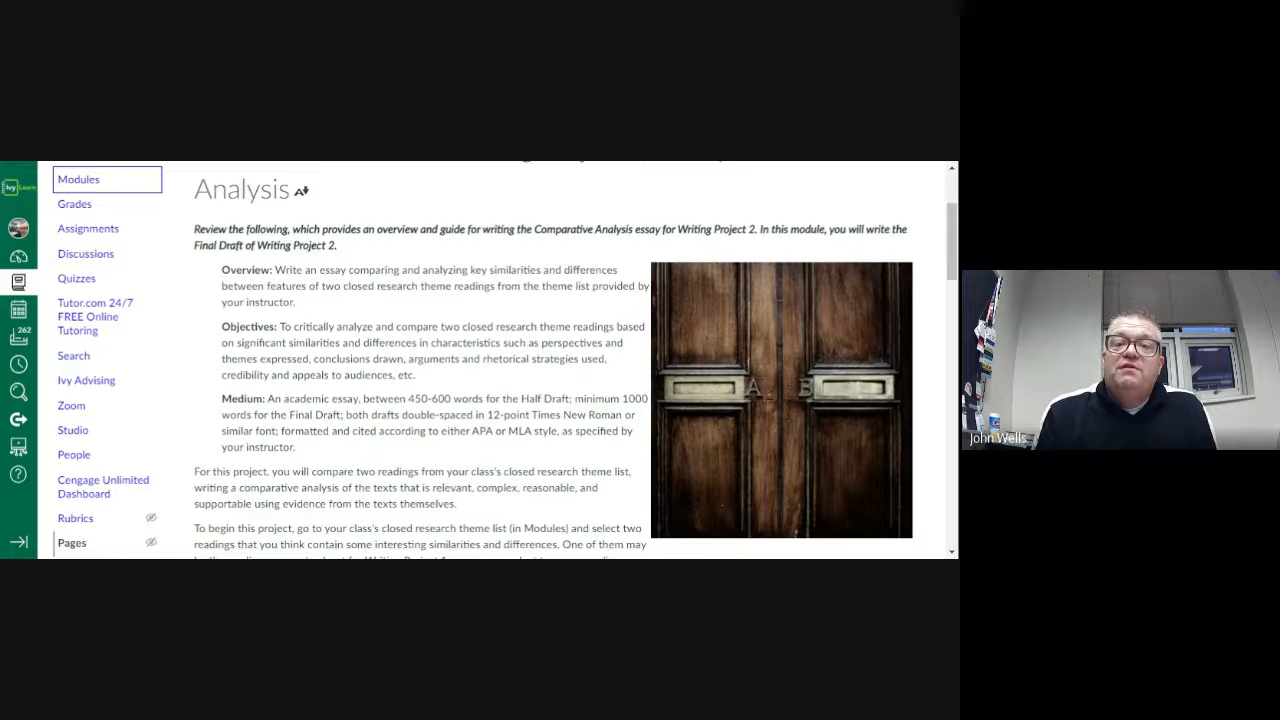 Modules
Grades
Assignments
Discussions
Quizzes
Tutor.com 24/7
FREE Online
Tutoring
Search
Ivy Advising
Zoom
Studio
People
Cengage Unlimited
Dashboard
Rubrics
Pages
262
Analysis
Review the following, which provides an overview and guide for writing the Comparative Analysis essay for Writing Project 2. In this module, you will write the
Final Draft of Writing Project 2.
Overview: Write an essay comparing and analyzing key similarities and differences
between features of two closed research theme readings from the theme list provided by
your instructor.
Objectives: To critically analyze and compare two closed research theme readings based
on significant similarities and differences in characteristics such as perspectives and
themes expressed, conclusions drawn, arguments and rhetorical strategies used,
credibility and appeals to audiences, etc.
Medium: An academic essay, between 450-600 words for the Half Draft; minimum 1000
words for the Final Draft; both drafts double-spaced in 12-point Times New Roman or
similar font; formatted and cited according to either APA or MLA style, as specified by
your instructor.
For this project, you will compare two readings from your class's closed research theme list,
writing a comparative analysis of the texts that is relevant, complex, reasonable, and
supportable using evidence from the texts themselves.
To begin this project, go to your class's closed research theme list (in Modules) and select two
readings that you think contain some interesting similarities and differences. One of them may
A B
John Wells